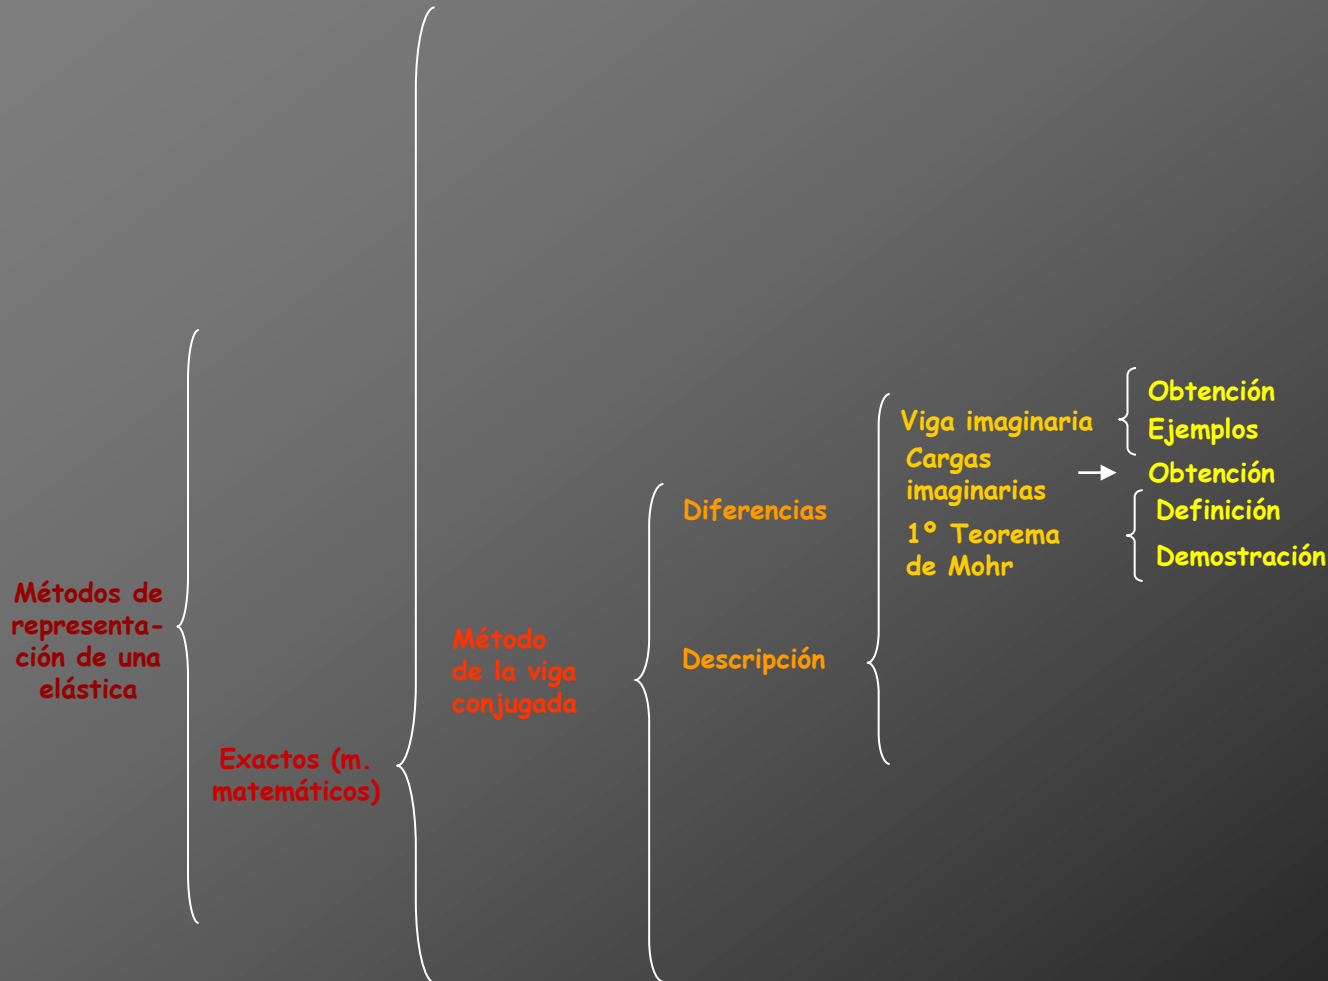 Métodos de
representa-
ción de una
elástica
Exactos (m.
matemáticos)
Método
de la viga
conjugada
Diferencias
Descripción
Viga imaginaria
Cargas
imaginarias
1º Teorema
de Mohr
Obtención
Ejemplos
Obtención
Definición
Demostración